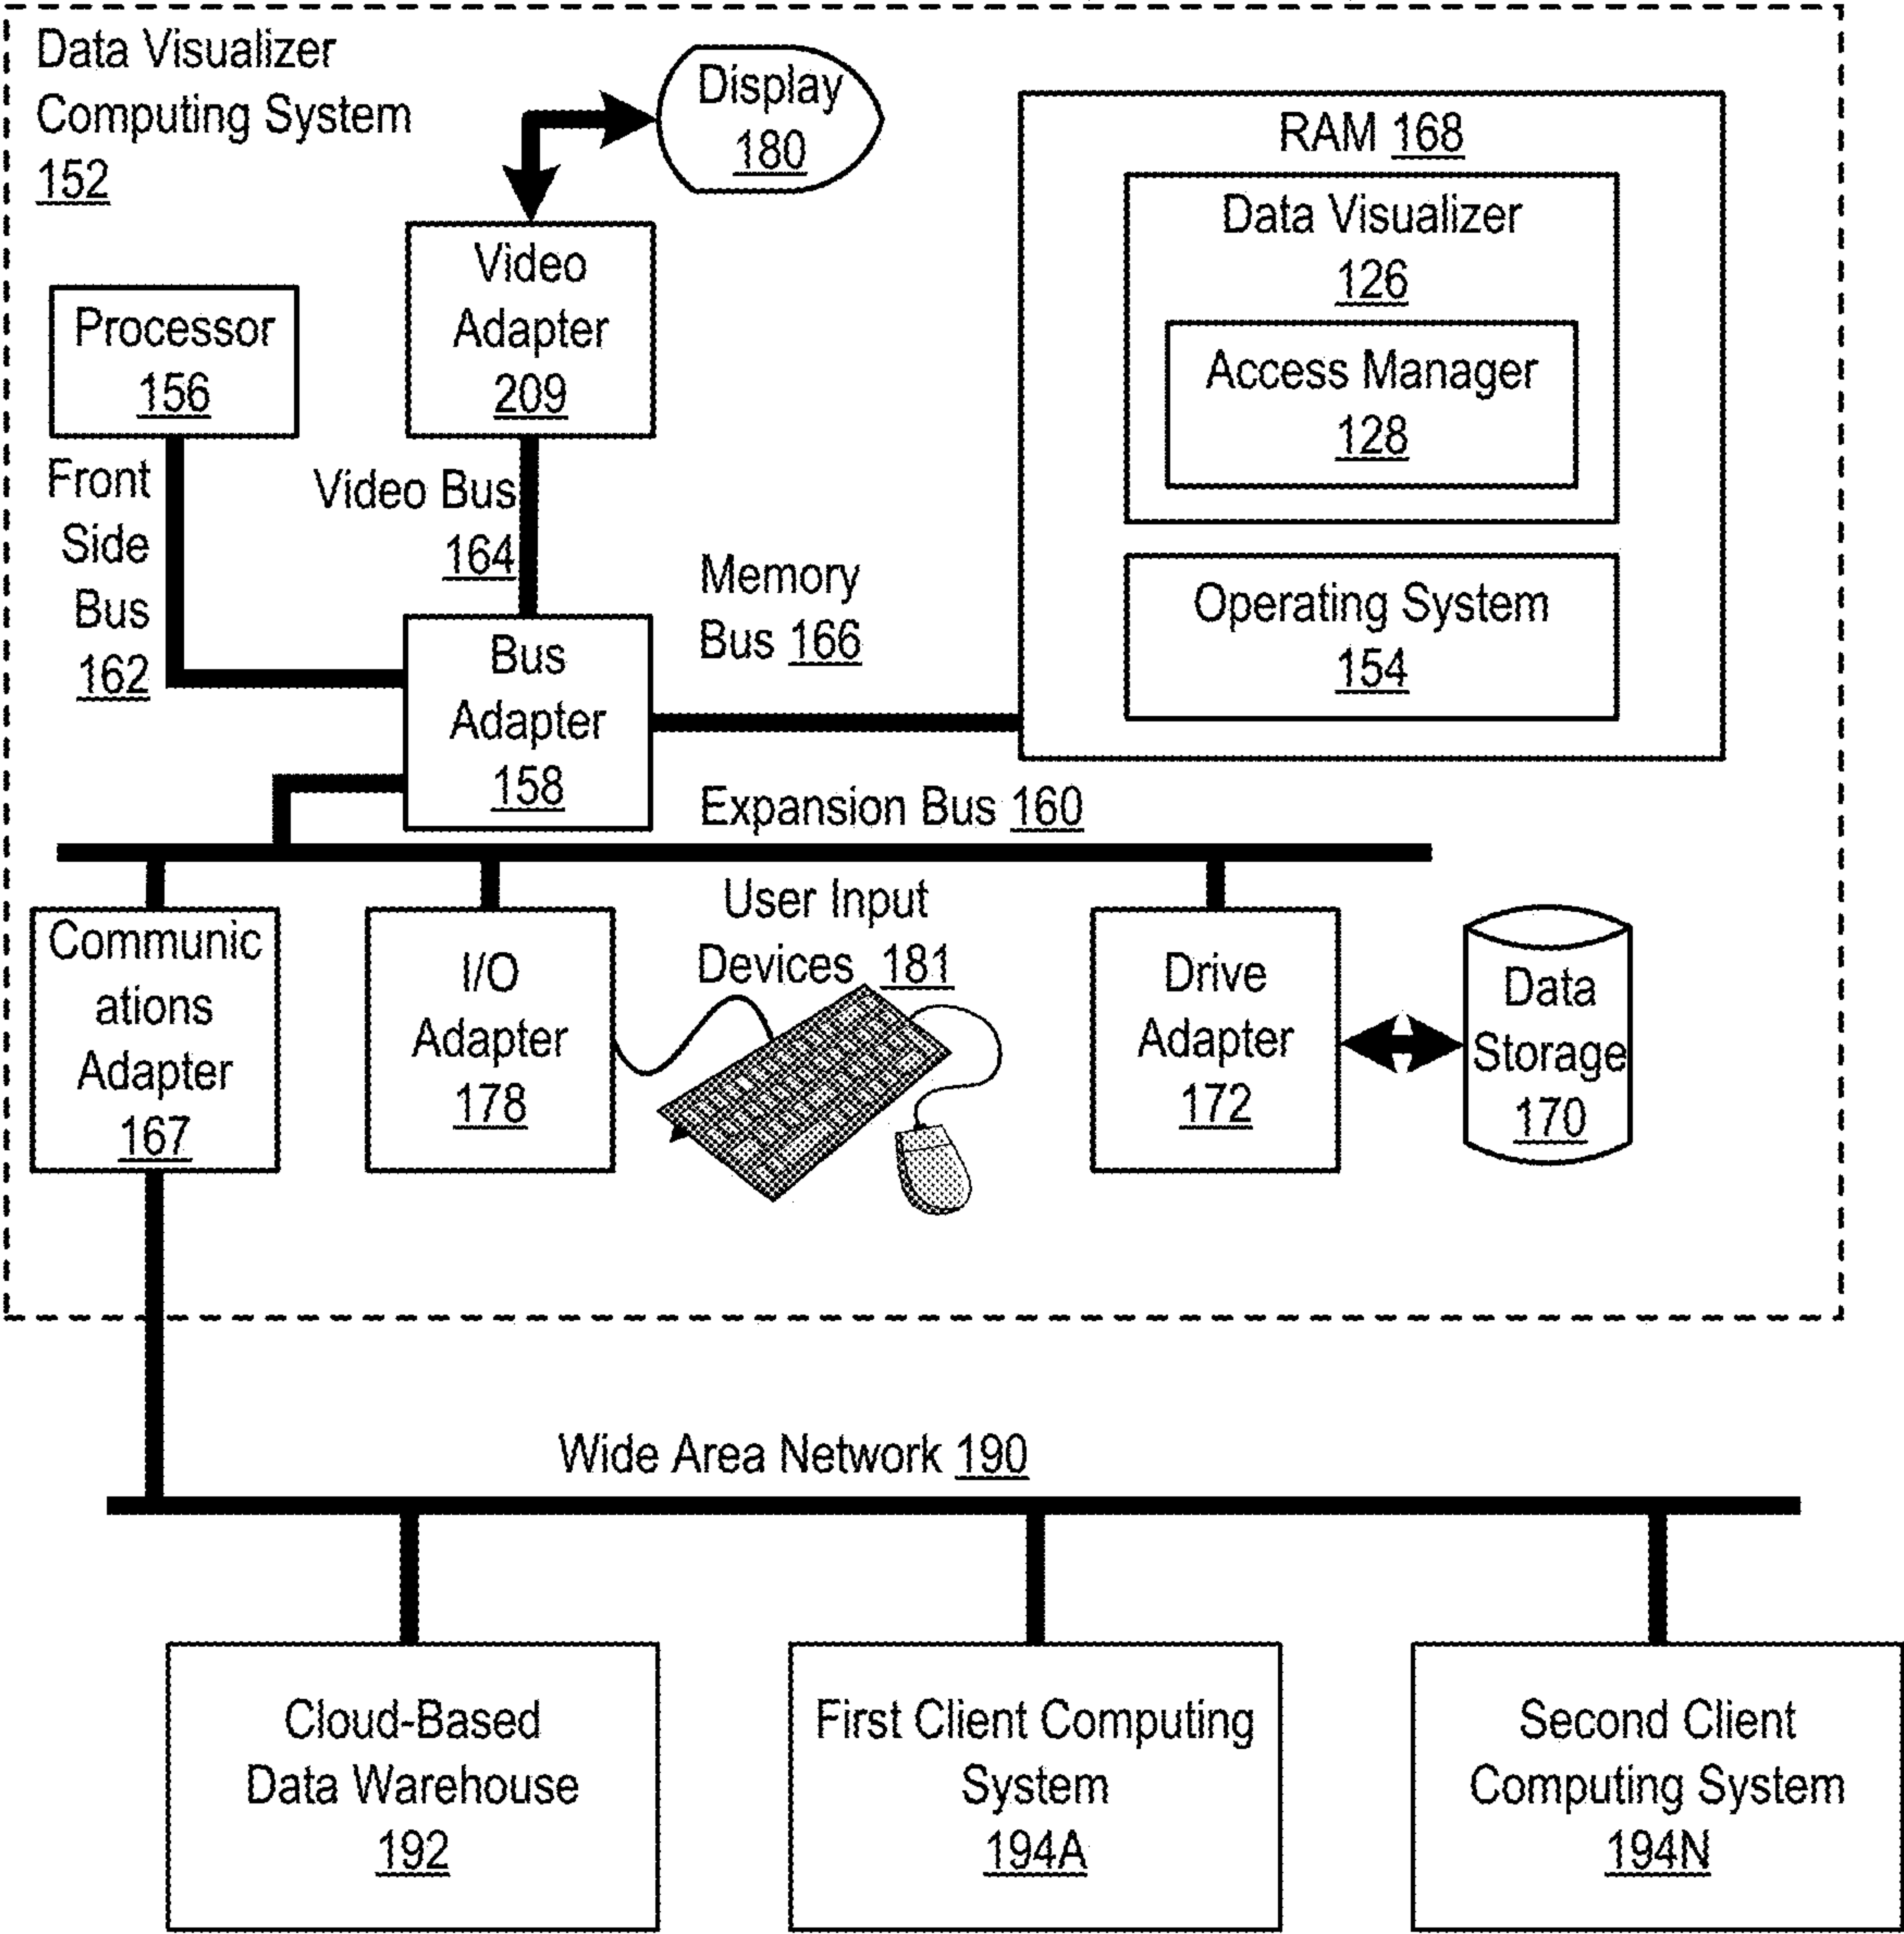 Data Visualizer
Computing System
152
Display
180
RAM 168
Data Visualizer
126
Access Manager
128
Operating System
154
Video
Adapter
209
Processor
156
Front
Side
Bus
162
Video Bus
164
Memory
Bus 166
Bus
Adapter
158
Expansion Bus 160
Communic
ations
Adapter
167
I/O
Adapter
178
User Input
Devices 181
Drive
Adapter
172
Data
Storage
170
Wide Area Network 190
Cloud-Based
Data Warehouse
192
First Client Computing
System
194A
Second Client
Computing System
194N